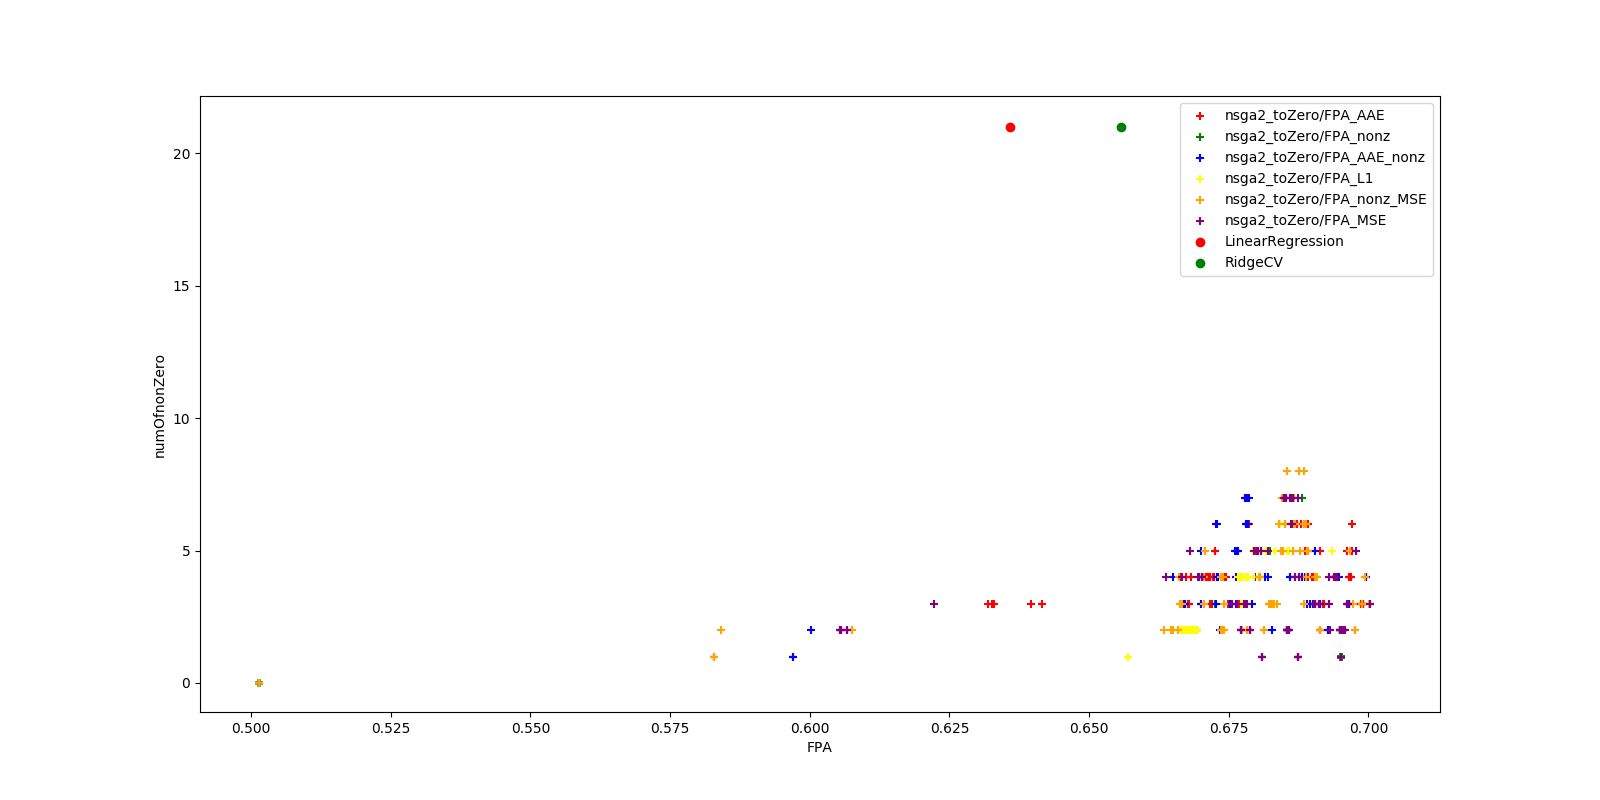 nsga2_toZero/FPA_AAE
nsga2_toZero/FPA_nonz
nsga2_toZero/FPA_AAE_nonz
nsga2_toZero/FPA_L1
nsga2_toZero/FPA_nonz_MSE
nsga2_toZero/FPA_MSE
LinearRegression
RidgeCV
20
15
10
5
0
numOfnonZero
0.500 0.525 0.550 0.575 0.600 0.625 0.650 0.675 0.700
FPA